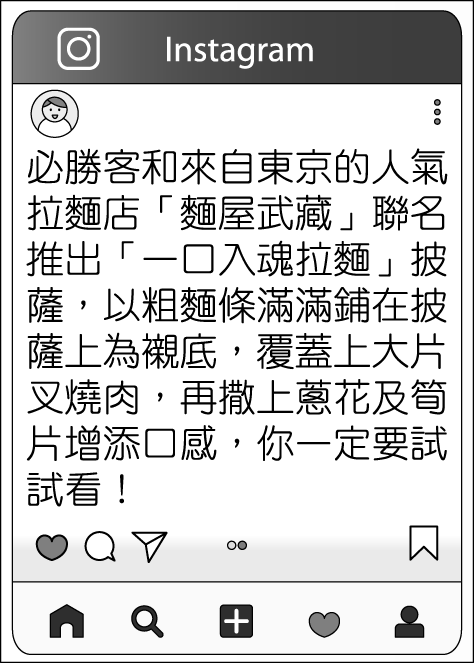 Instagram
必勝客和來自東京的人氣
拉麵店「麵屋武藏」聯名
推出「一口入魂拉麵」披
薩，以粗麵條滿滿鋪在披
薩上為襯底，覆蓋上大片
叉燒肉，再撒上蔥花及筍
片增添口感，你一定要試
試看！